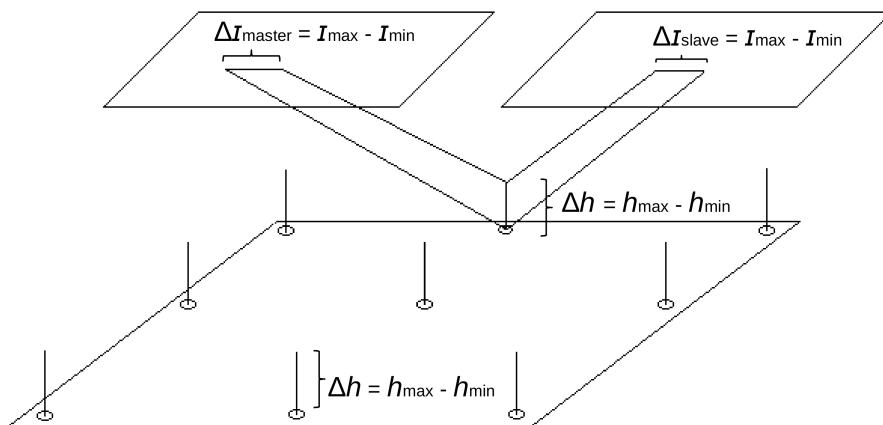 ΔImaster = Imax - Imin
ΔIslave = Imax - Imin
Δh = hmax - hmin
Δh = hmax - hmin